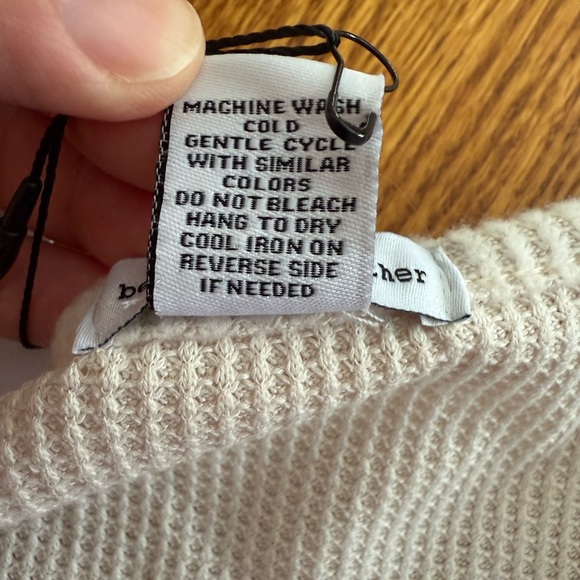 MACHINE WASH
COLD
GENTLE CYCLE
WITH SIMILAR
COLORS
DO NOT BLEACH
HANG TO DRY
COOL IRON ON
REVERSE SIDE
IF NEEDED